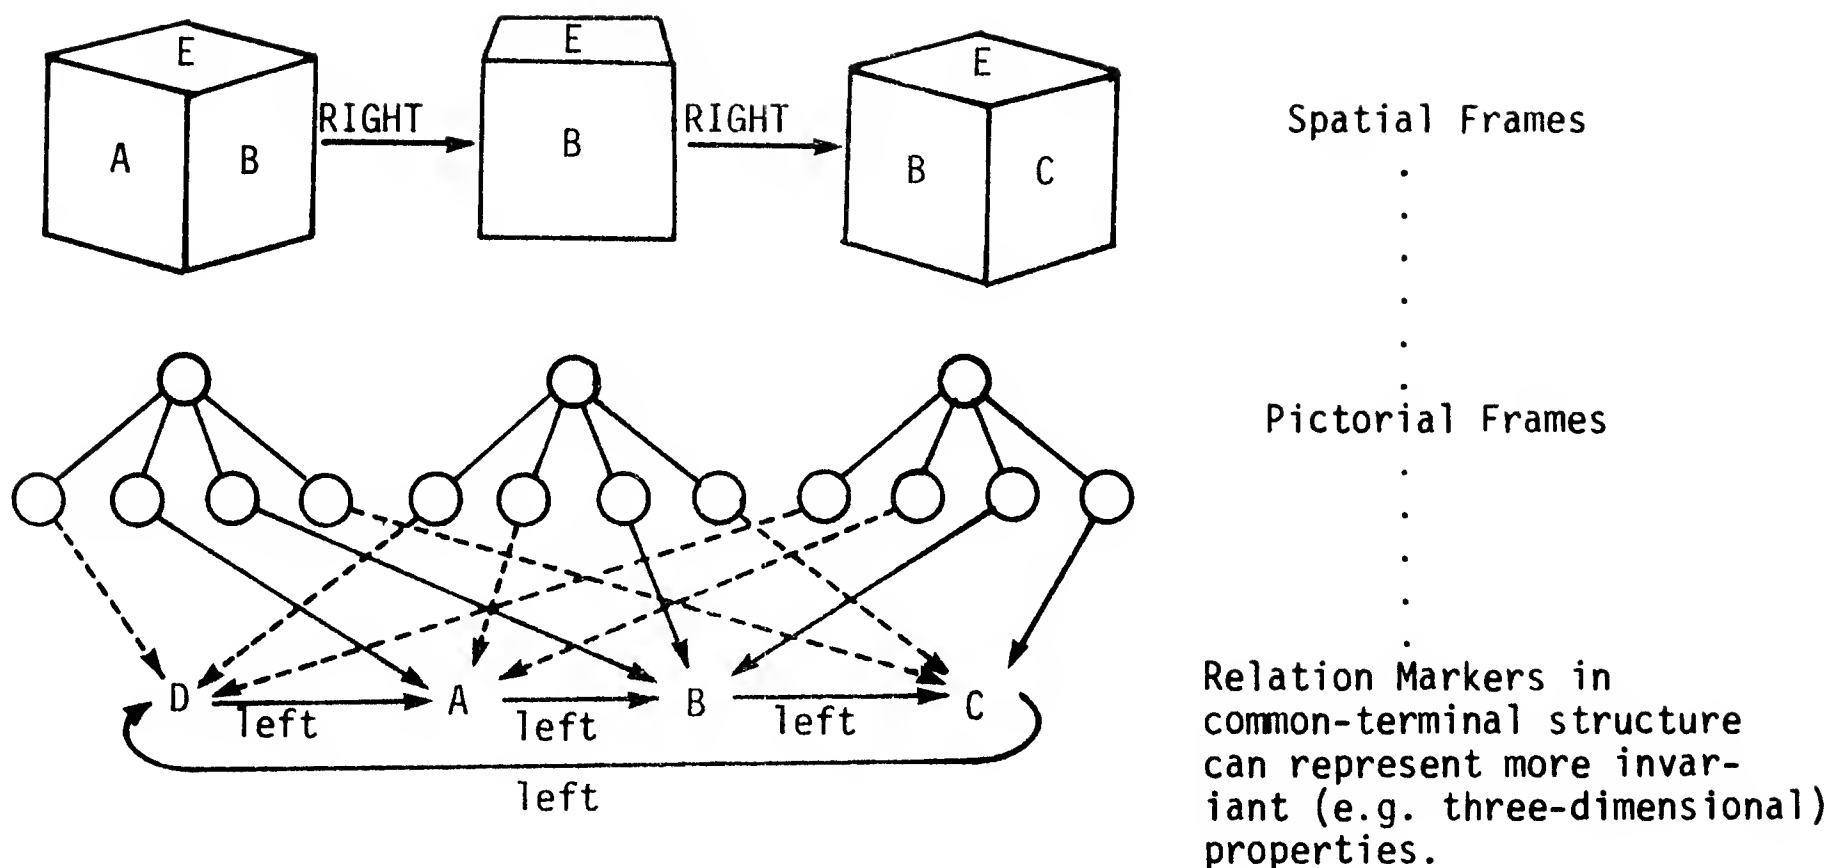 E
A
B
RIGHT
E
B
RIGHT
E
B
C
Spatial Frames
Pictorial Frames
D
left
A
left
B
left
C
left
Relation Markers in
common-terminal structure
can represent more invar-
iant (e.g. three-dimensional)
properties.